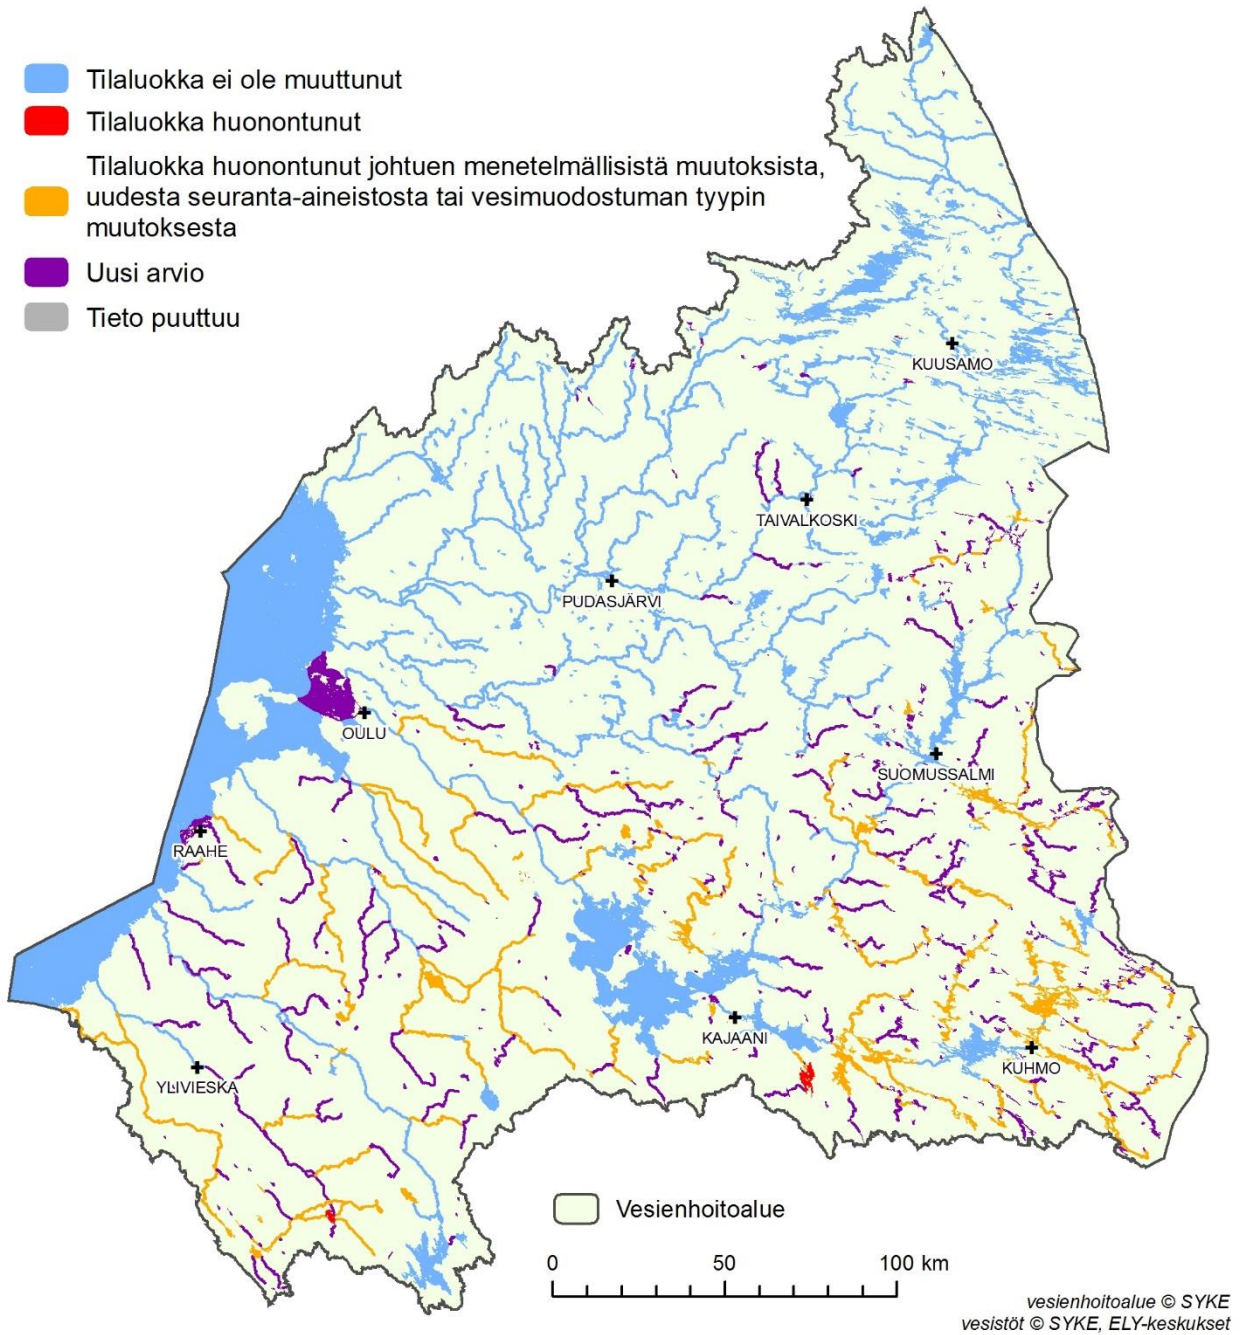 Tilaluokka ei ole muuttunut
Tilaluokka huonontunut
Tilaluokka huonontunut johtuen menetelmällisistä muutoksista,
uudesta seuranta-aineistosta tai vesimuodostuman tyypin
muutoksesta
Uusi arvio
Tieto puuttuu
KUUSAMO
TAIVALKOSKI
PUDASJÄRVI
OULU
SUOMUSSALMI
RAAHE
KAJAANI
KUHMO
YLIVIESKA
Vesienhoitoalue
0 50 100 km
vesienhoitoalue © SYKE
vesistöt © SYKE, ELY-keskukset